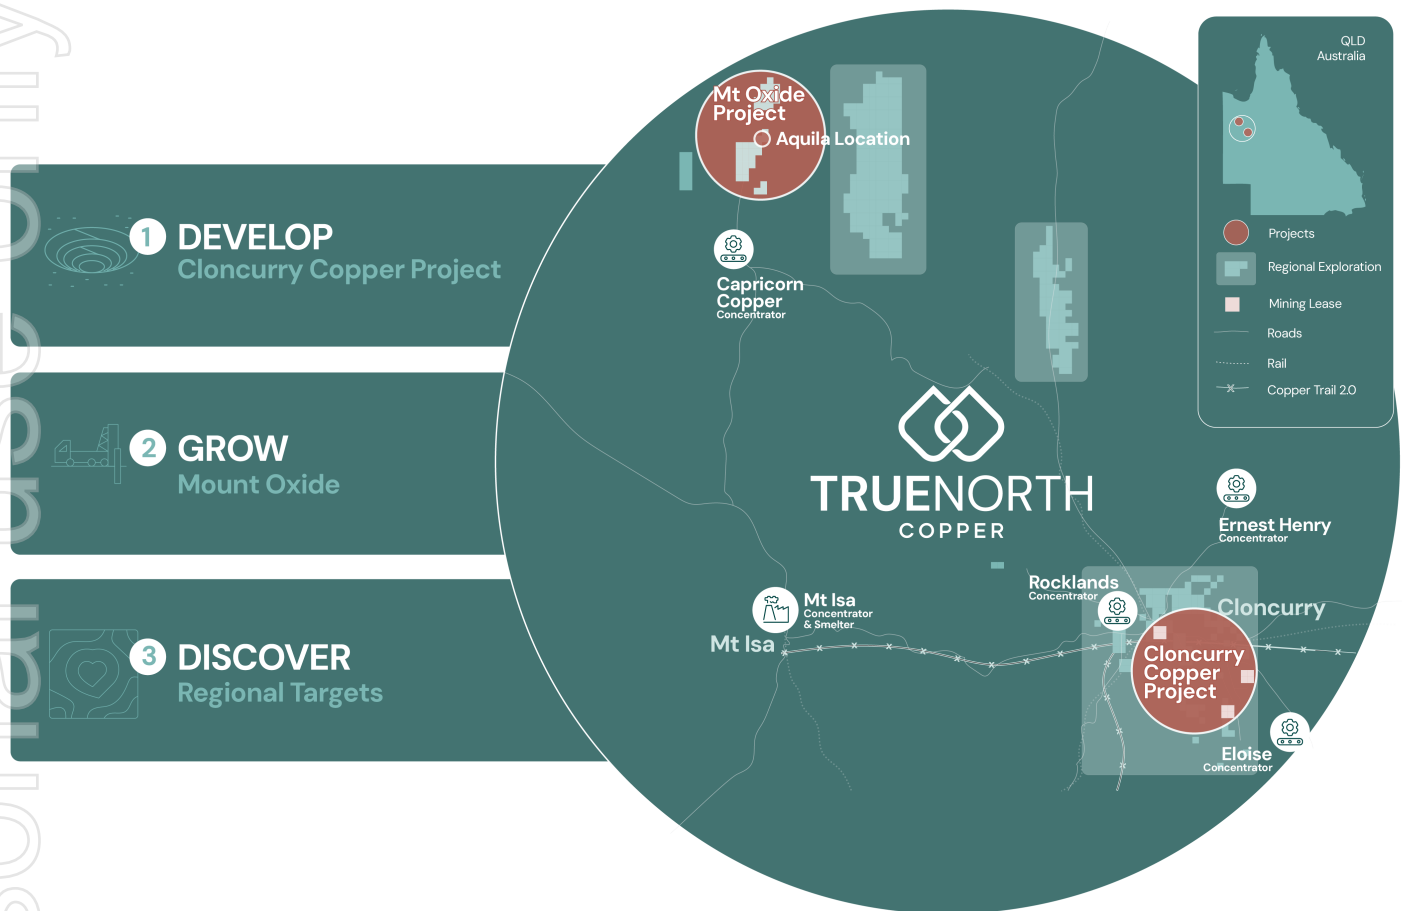 1 DEVELOP
Cloncurry Copper Project
2 GROW
Mount Oxide
3 DISCOVER
Regional Targets
Mt Oxide
Project
Aquila Location
Capricorn
Copper
Concentrator
TRUENORTH
COPPER
Ernest Henry
Concentrator
Rocklands
Concentrator
Mt Isa
Concentrator
& Smelter
Mt Isa
Cloncurry
Cloncurry
Copper
Project
Eloise
Concentrator
QLD
Australia
Projects
Regional Exploration
Mining Lease
Roads
Rail
Copper Trail 2.0